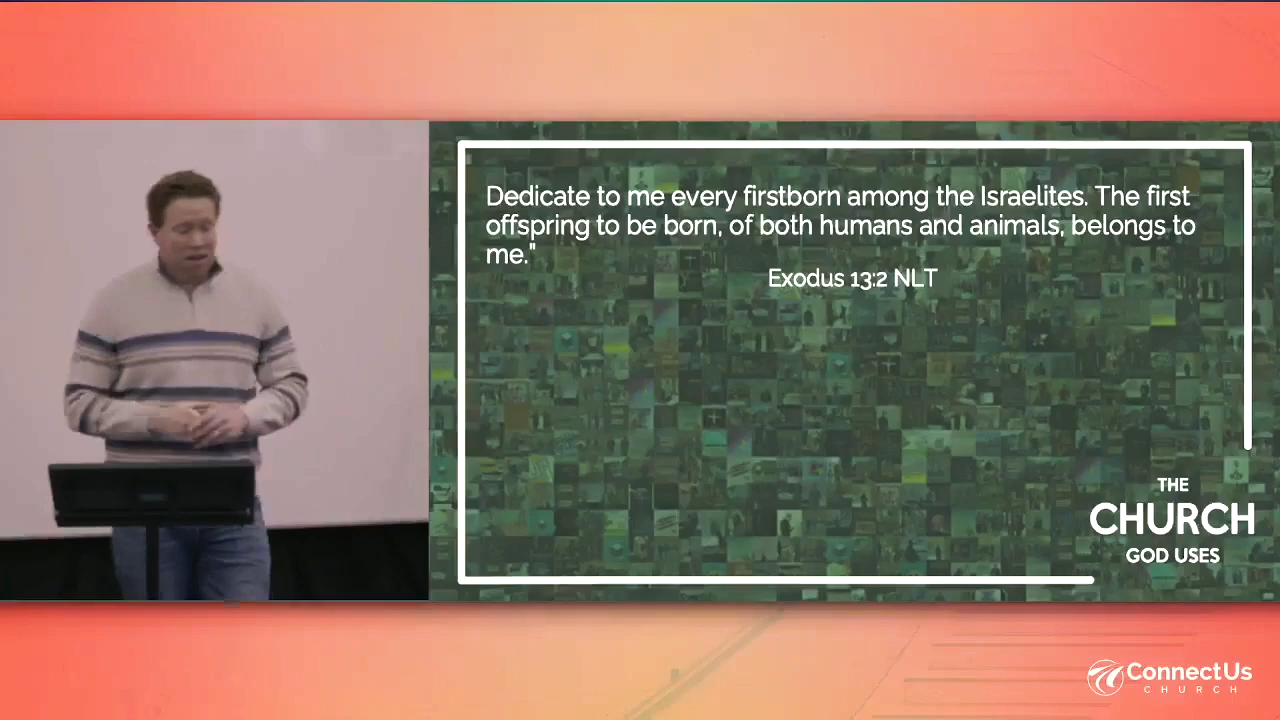 Dedicate to me every firstborn among the Israelites. The first
offspring to be born, of both humans and animals, belongs to
me."
Exodus 13:2 NLT
THE
CHURCH
GOD USES
ConnectUs
CHURCH